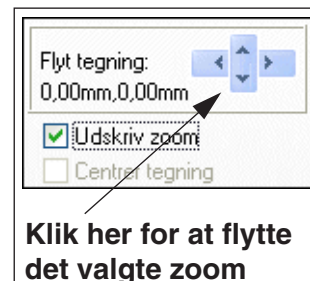 Flyt tegning:
0,00mm,0,00mm
Udskriv zoom
Centrer tegning
Klik her for at flytte
det valgte zoom